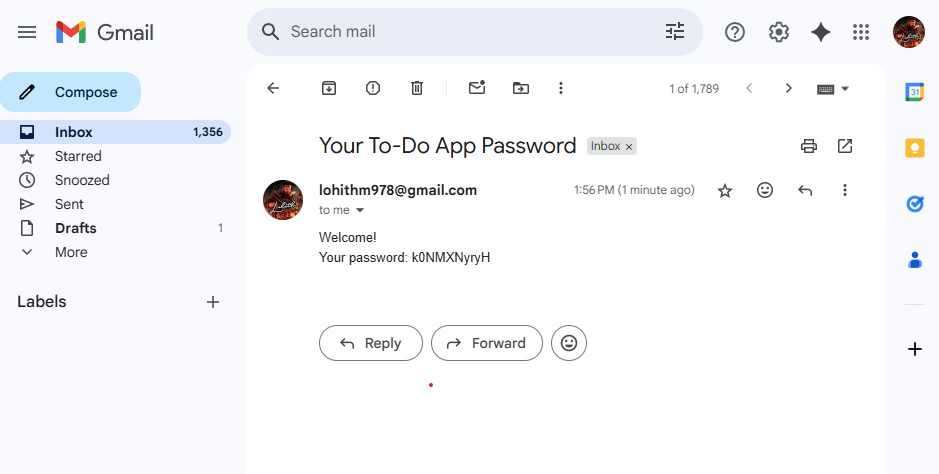 Gmail
Search mail
Compose
Inbox 1,356
Starred
Snoozed
Sent
Drafts 1
More
Labels
1 of 1,789
Your To-Do App Password Inbox ×
lohithm978@gmail.com 1:56 PM (1 minute ago)
to me
Welcome!
Your password: k0NMXNyryH
Reply Forward
31